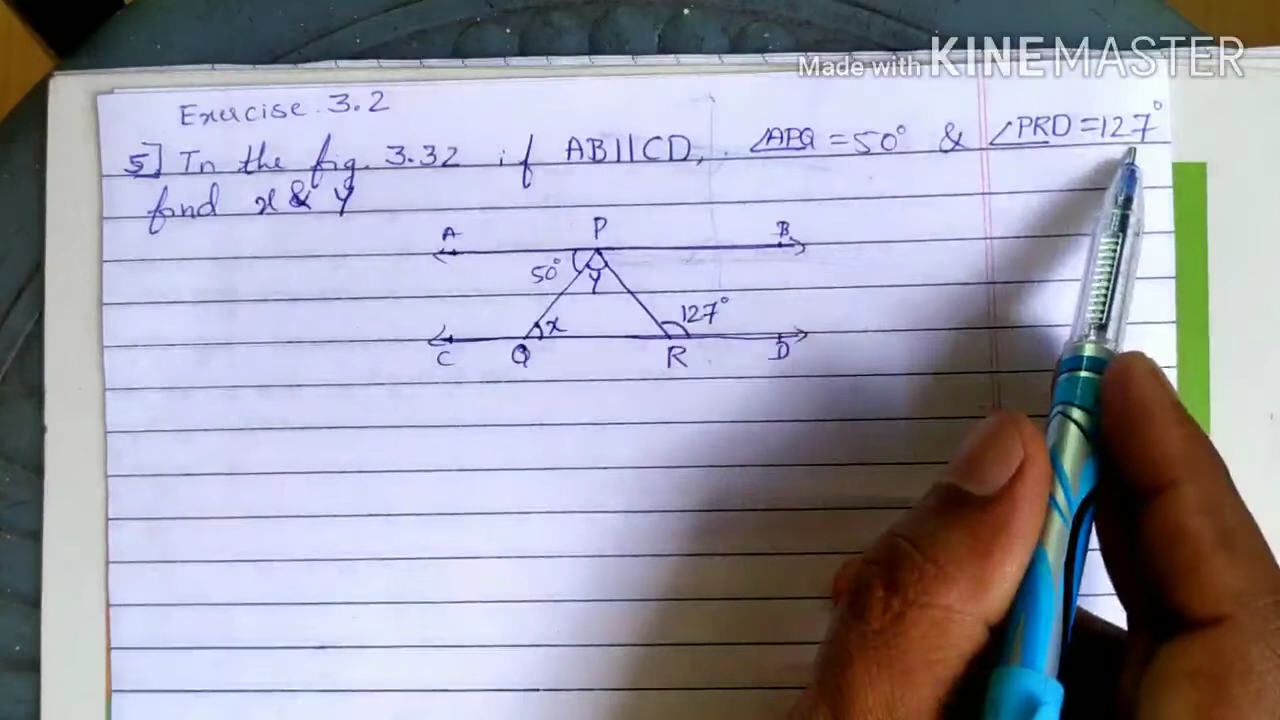 Made with KINEMASTER
Exercise 3.2
5] In the fig. 3.32 if AB||CD, ∠APQ = 50° & ∠PRD = 127°
find x & y
A P B
50° y
x 127°
C Q R D